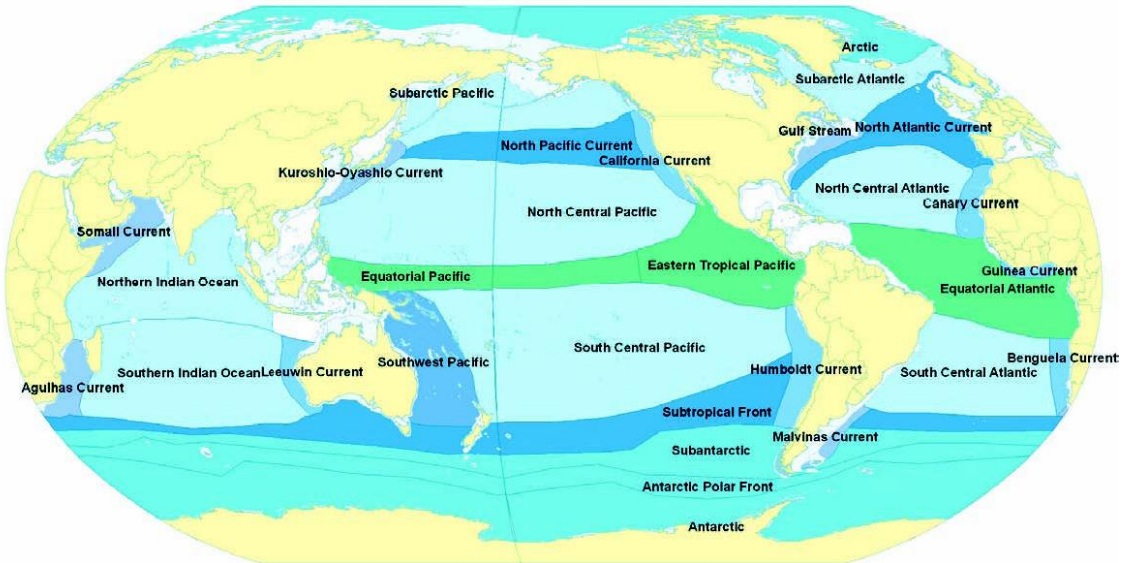 Arctic
Subarctic Atlantic
Subarctic Pacific
Gulf Stream
North Atlantic Current
North Pacific Current
California Current
Kuroshio-Oyashio Current
North Central Atlantic
Canary Current
North Central Pacific
Somali Current
Eastern Tropical Pacific
Guinea Current
Equatorial Pacific
Northern Indian Ocean
Equatorial Atlantic
South Central Pacific
Benguela Current
Southwest Pacific
Humboldt Current
Southern Indian Ocean
Leeuwin Current
South Central Atlantic
Agulhas Current
Subtropical Front
Malvinas Current
Subantarctic
Antarctic Polar Front
Antarctic